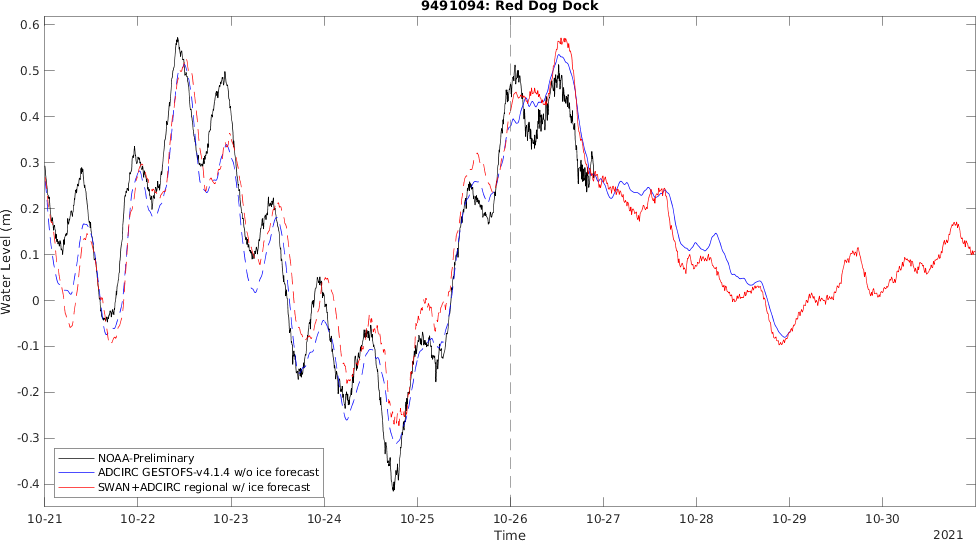 9491094: Red Dog Dock
Water Level (m)
0.6
0.5
0.4
0.3
0.2
0.1
0
-0.1
-0.2
-0.3
-0.4
NOAA-Preliminary
ADCIRC GESTOFS-v4.1.4 w/o ice forecast
SWAN+ADCIRC regional w/ ice forecast
10-21 10-22 10-23 10-24 10-25 10-26 10-27 10-28 10-29 10-30
Time
2021